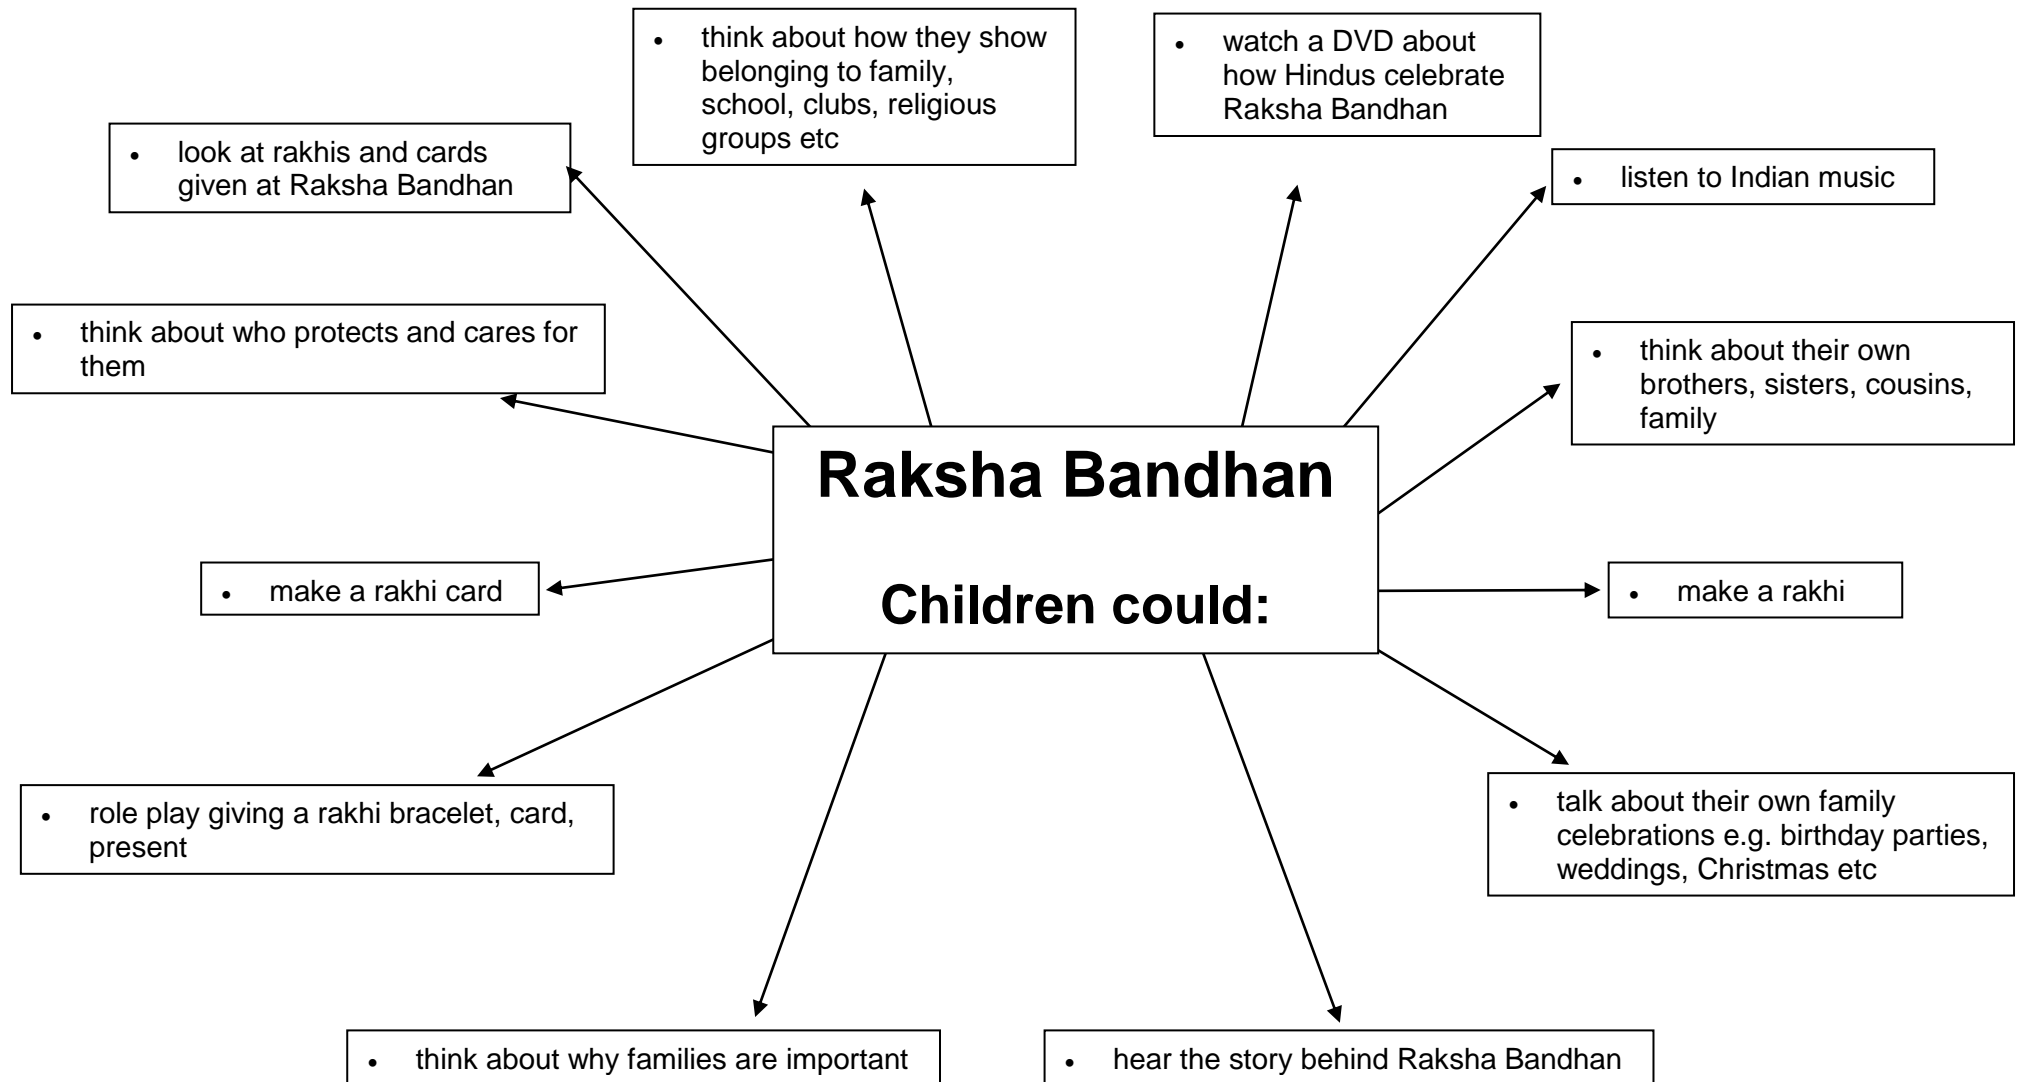 • think about how they show
belonging to family,
school, clubs, religious
groups etc
• watch a DVD about
how Hindus celebrate
Raksha Bandhan
• look at rakhis and cards
given at Raksha Bandhan
• listen to Indian music
• think about who protects and cares for
them
• think about their own
brothers, sisters, cousins,
family
Raksha Bandhan
Children could:
• make a rakhi card
• make a rakhi
• role play giving a rakhi bracelet, card,
present
• talk about their own family
celebrations e.g. birthday parties,
weddings, Christmas etc
• think about why families are important
• hear the story behind Raksha Bandhan